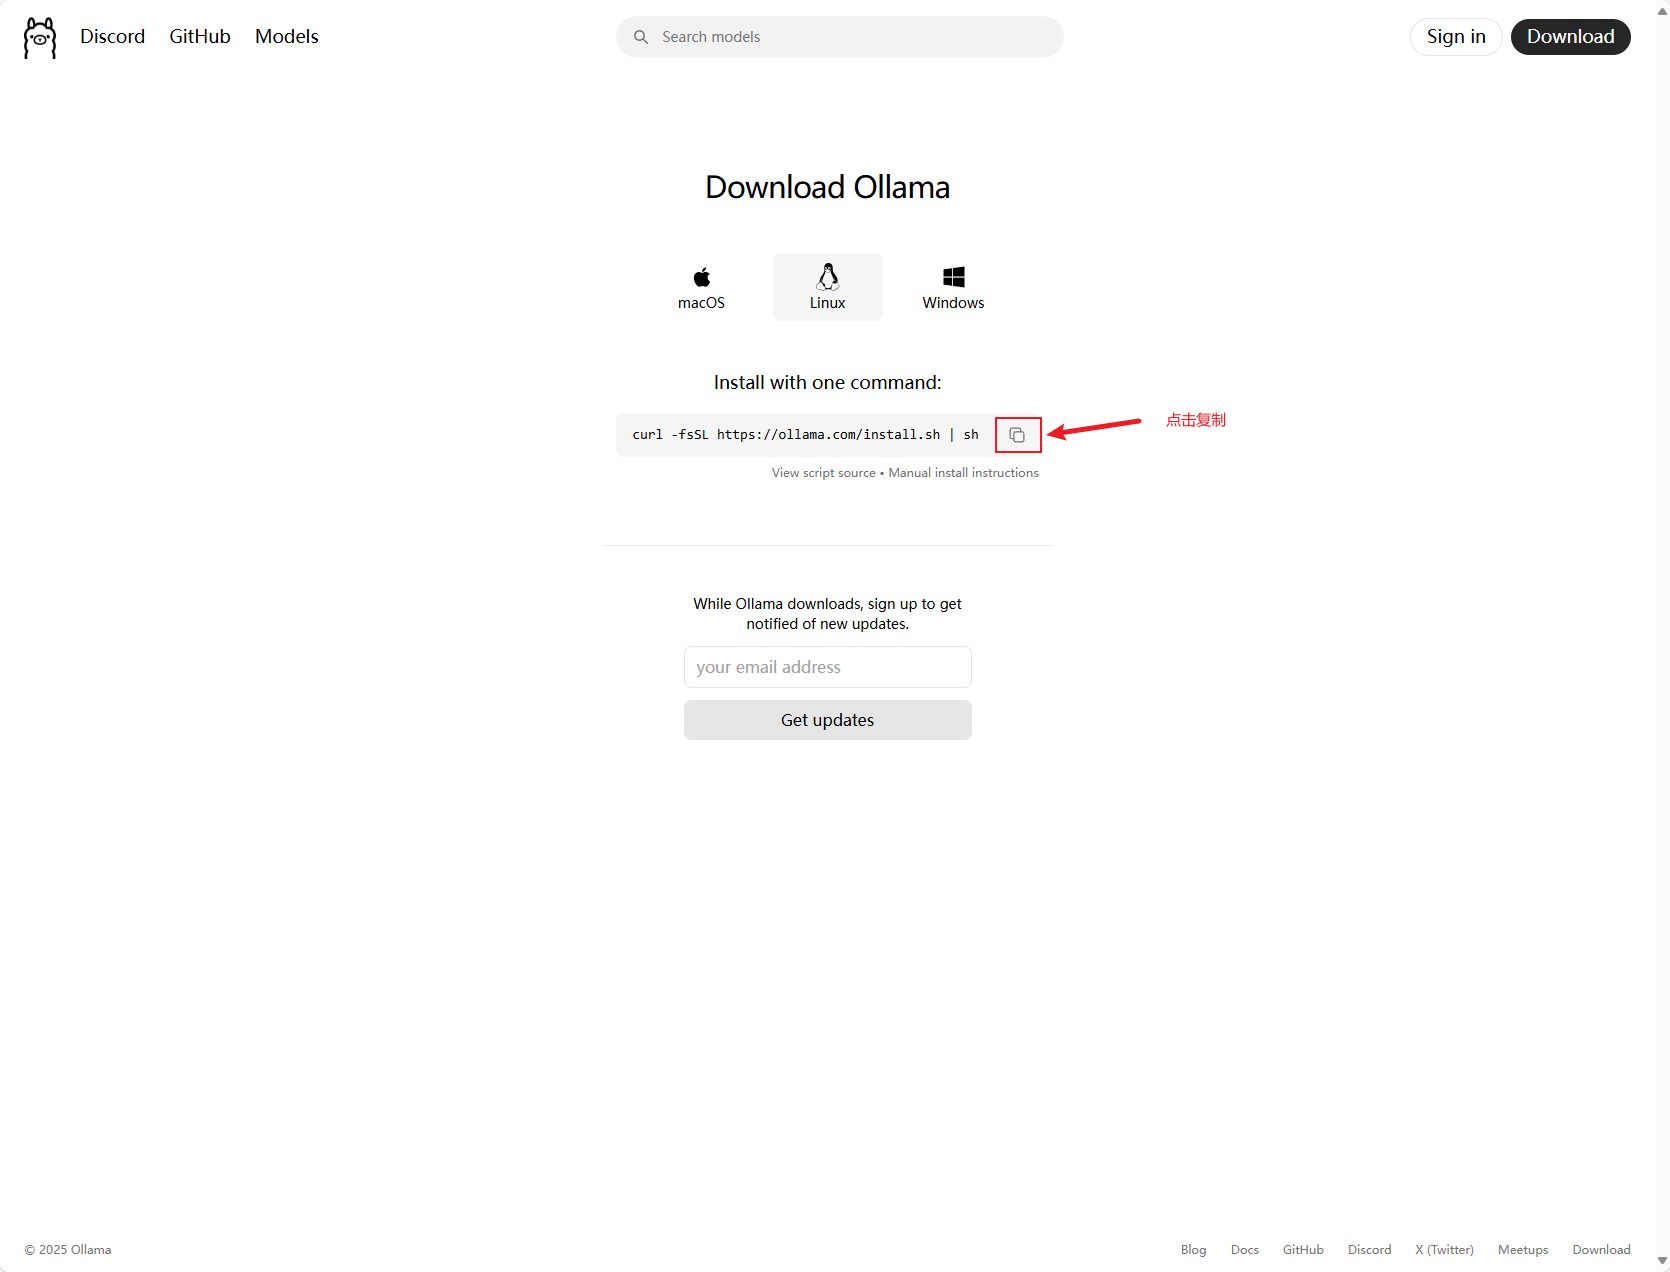 Discord GitHub Models Search models Sign in Download
Download Ollama
macOS Linux Windows
Install with one command:
curl -fsSL https://ollama.com/install.sh | sh
点击复制
View script source • Manual install instructions
While Ollama downloads, sign up to get
notified of new updates.
your email address
Get updates
© 2025 Ollama Blog Docs GitHub Discord X (Twitter) Meetups Download